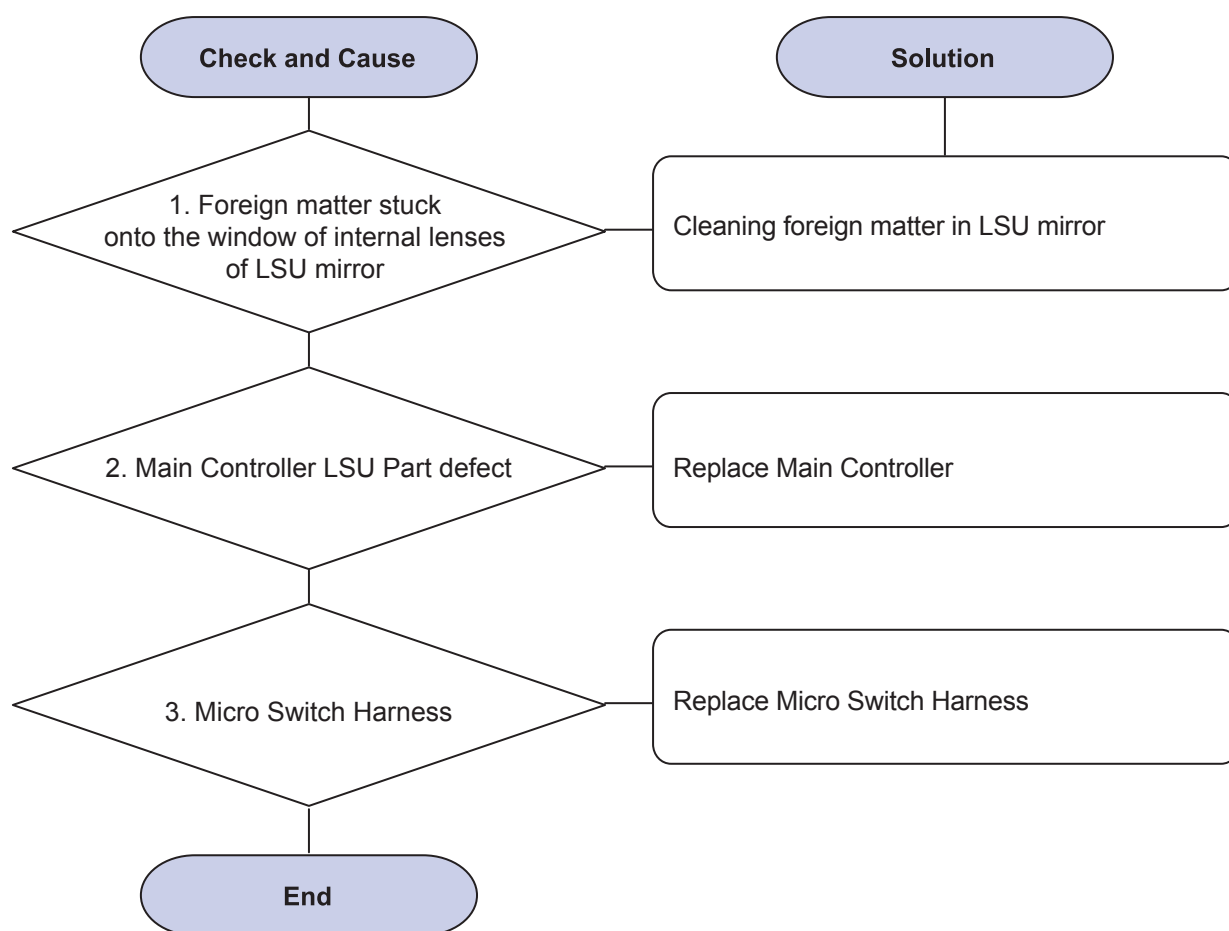 Check and Cause
Solution
1. Foreign matter stuck
onto the window of internal lenses
of LSU mirror
Cleaning foreign matter in LSU mirror
2. Main Controller LSU Part defect
Replace Main Controller
3. Micro Switch Harness
Replace Micro Switch Harness
End